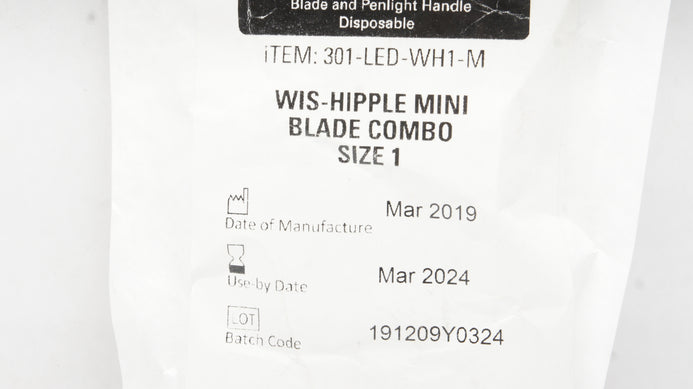 Blade and Penlight Handle
Disposable
iTEM: 301-LED-WH1-M
WIS-HIPPLE MINI
BLADE COMBO
SIZE 1
Date of Manufacture Mar 2019
Use-by Date Mar 2024
LOT
Batch Code 191209Y0324